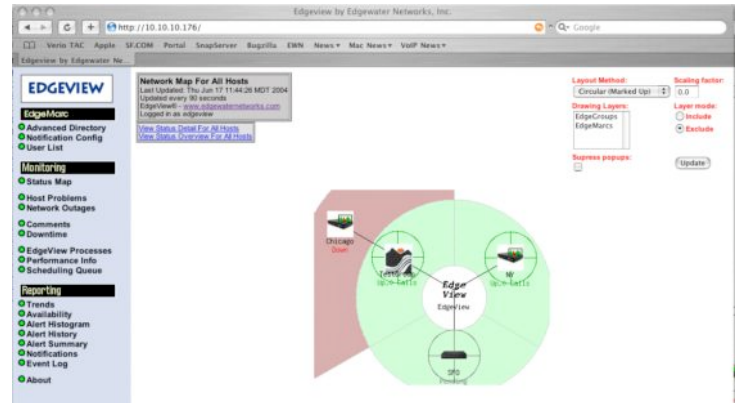 Edgeview by Edgewater Networks, Inc.
http://10.10.10.176/
Google
Verio TAC Apple SF.COM Portal SnapServer Bugzilla EWN News Mac News VoIP News
Edgeview by Edgewater Ne...
EDGEVIEW
EdgeMarc
Advanced Directory
Notification Config
User List
Monitoring
Status Map
Host Problems
Network Outages
Comments
Downtime
EdgeView Processes
Performance Info
Scheduling Queue
Reporting
Trends
Availability
Alert Histogram
Alert History
Alert Summary
Notifications
Event Log
About
Network Map For All Hosts
Last Updated: Thu Jun 17 11:44:26 MDT 2004
Updated every 90 seconds
EdgeView® - www.edgewaternetworks.com
Logged in as edgeview
View Status Detail For All Hosts
View Status Overview For All Hosts
Layout Method:
Circular (Marked Up)
Scaling factor:
0.0
Drawing Layers:
EdgeGroups
EdgeMarcs
Layer mode:
Include
Exclude
Supress popups:
Update
Chicago
Down
NV
Edge
View
EdgeView
SFO
Pending